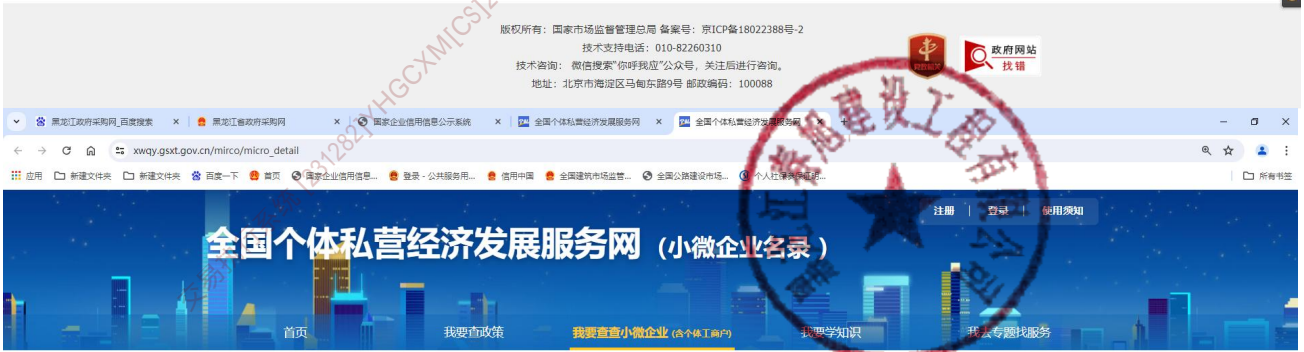 版权所有：国家市场监督管理总局 备案号：京ICP备18022388号-2
技术支持电话：010-82260310
技术咨询： 微信搜索"你呼我应"公众号，关注后进行咨询。
地址：北京市海淀区马甸东路9号 邮政编码：100088
政府网站
找错
黑龙江政府采购网_百度搜索
黑龙江省政府采购网
国家企业信用信息公示系统
全国个体私营经济发展服务网
全国个体私营经济发展服务网
xwqy.gsxt.gov.cn/mirco/micro_detail
应用 新建文件夹 新建文件夹 百度一下 首页 国家企业信用信息... 登录 - 公共服务用... 信用中国 全国建筑市场监管... 全国公路建设市场... 个人社保
所有书签
注册 | 登录 | 使用须知
全国个体私营经济发展服务网（小微企业名录）
首页 我要查政策 我要查小微企业 (含个体工商户) 我要学知识 我去专题找服务
建设工程有限公司